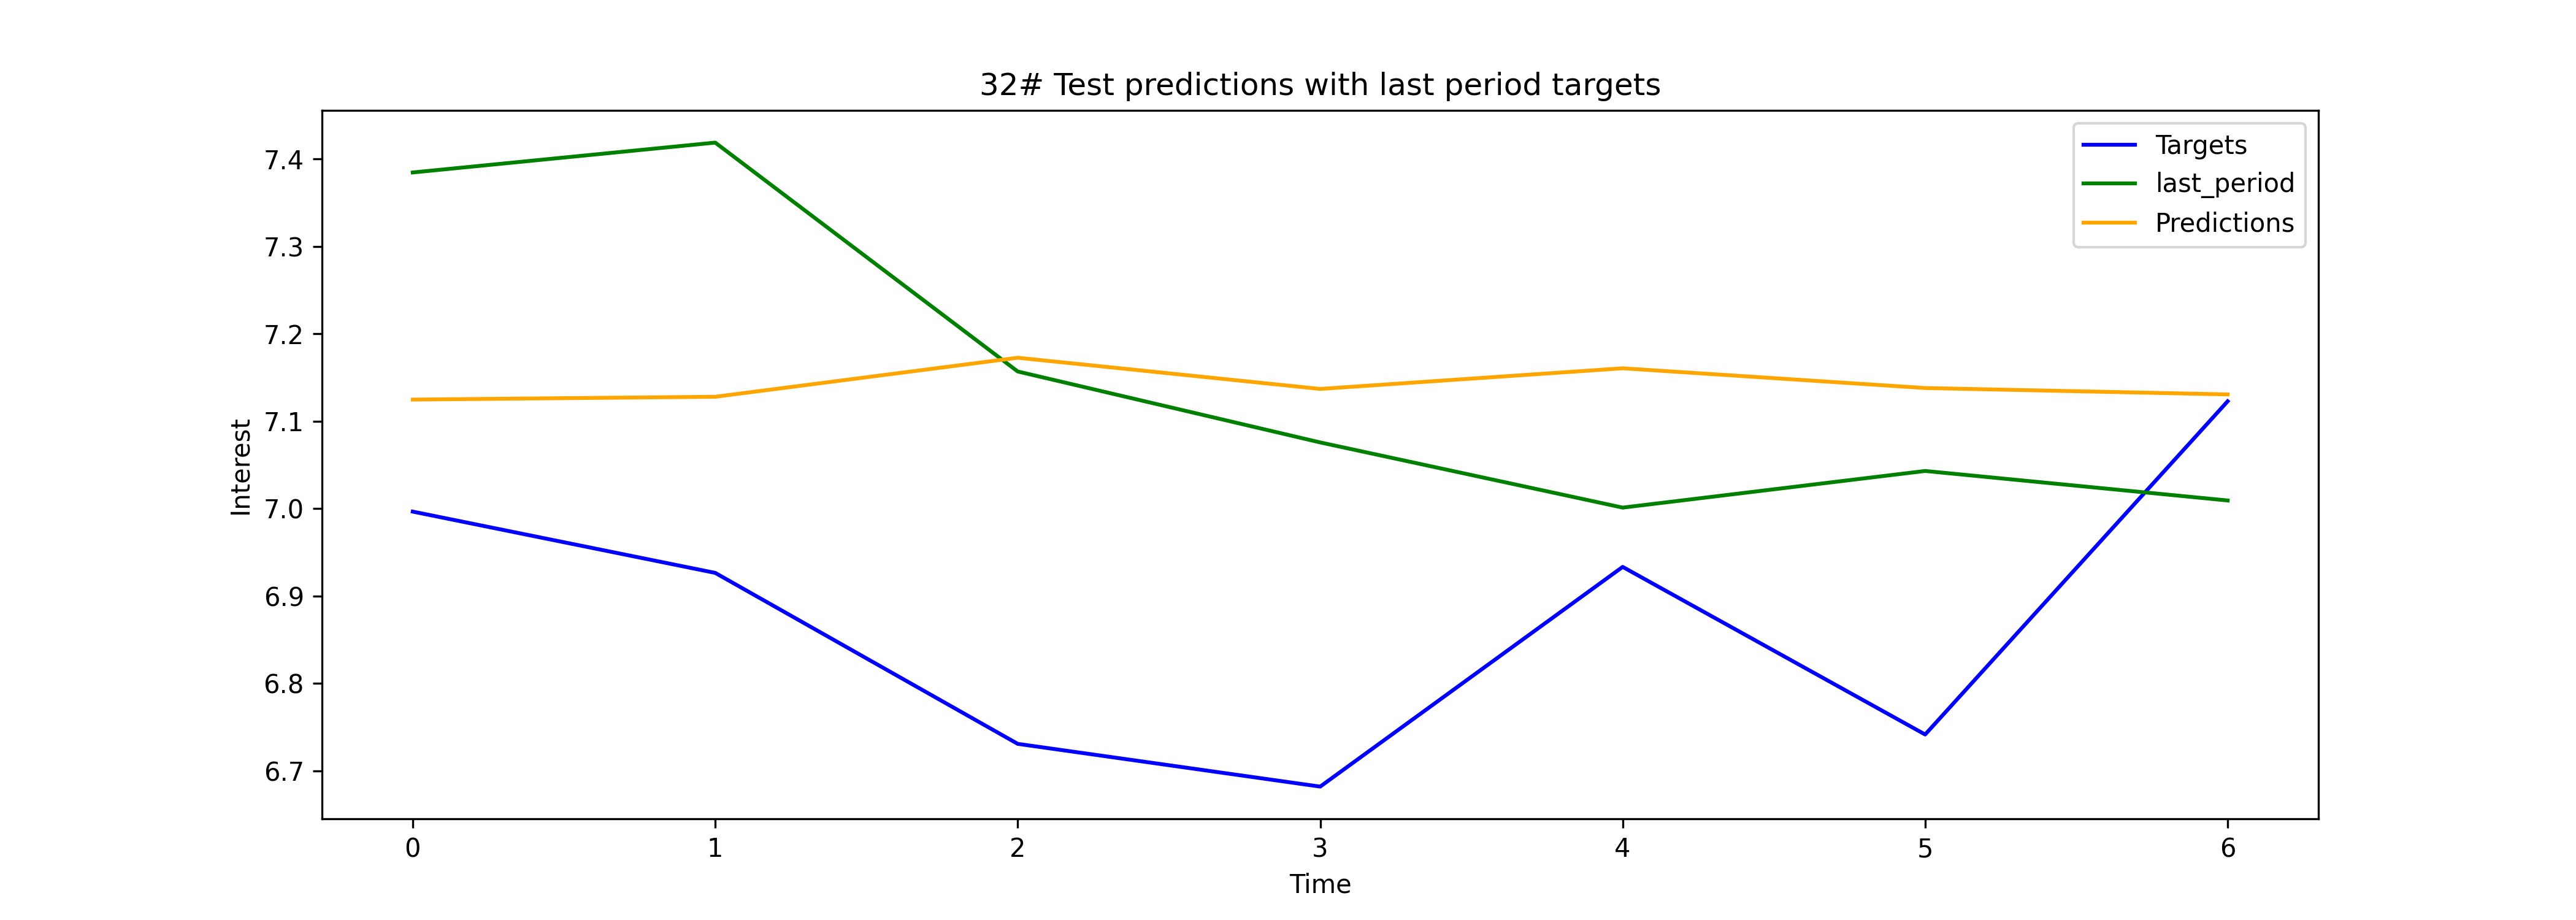 32# Test predictions with last period targets
Targets
last_period
Predictions
7.4
7.3
7.2
7.1
7.0
6.9
6.8
6.7
Interest
0 1 2 3 4 5 6
Time